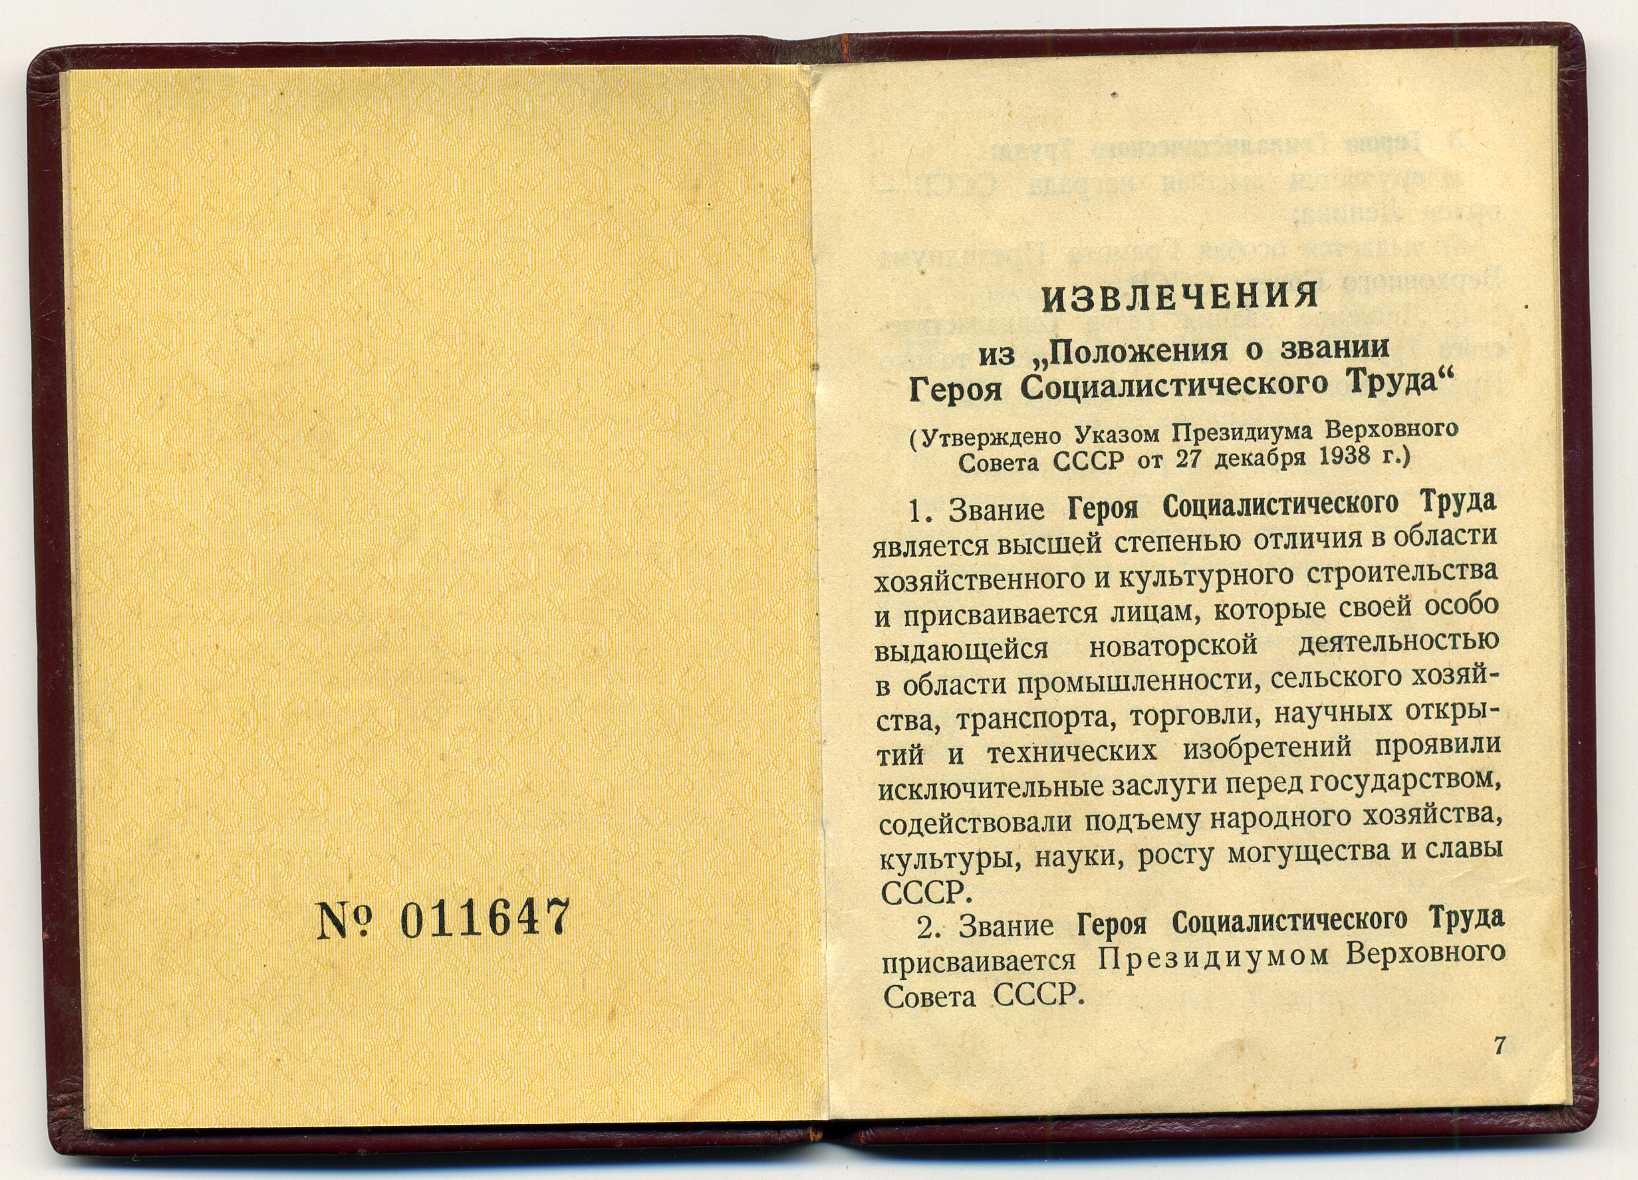 № 011647
ИЗВЛЕЧЕНИЯ
из „Положения о звании
Героя Социалистического Труда“
(Утверждено Указом Президиума Верховного
Совета СССР от 27 декабря 1938 г.)
1. Звание Героя Социалистического Труда
является высшей степенью отличия в области
хозяйственного и культурного строительства
и присваивается лицам, которые своей особо
выдающейся новаторской деятельностью
в области промышленности, сельского хозяй-
ства, транспорта, торговли, научных откры-
тий и технических изобретений проявили
исключительные заслуги перед государством,
содействовали подъему народного хозяйства,
культуры, науки, росту могущества и славы
СССР.
2. Звание Героя Социалистического Труда
присваивается Президиумом Верховного
Совета СССР.
7